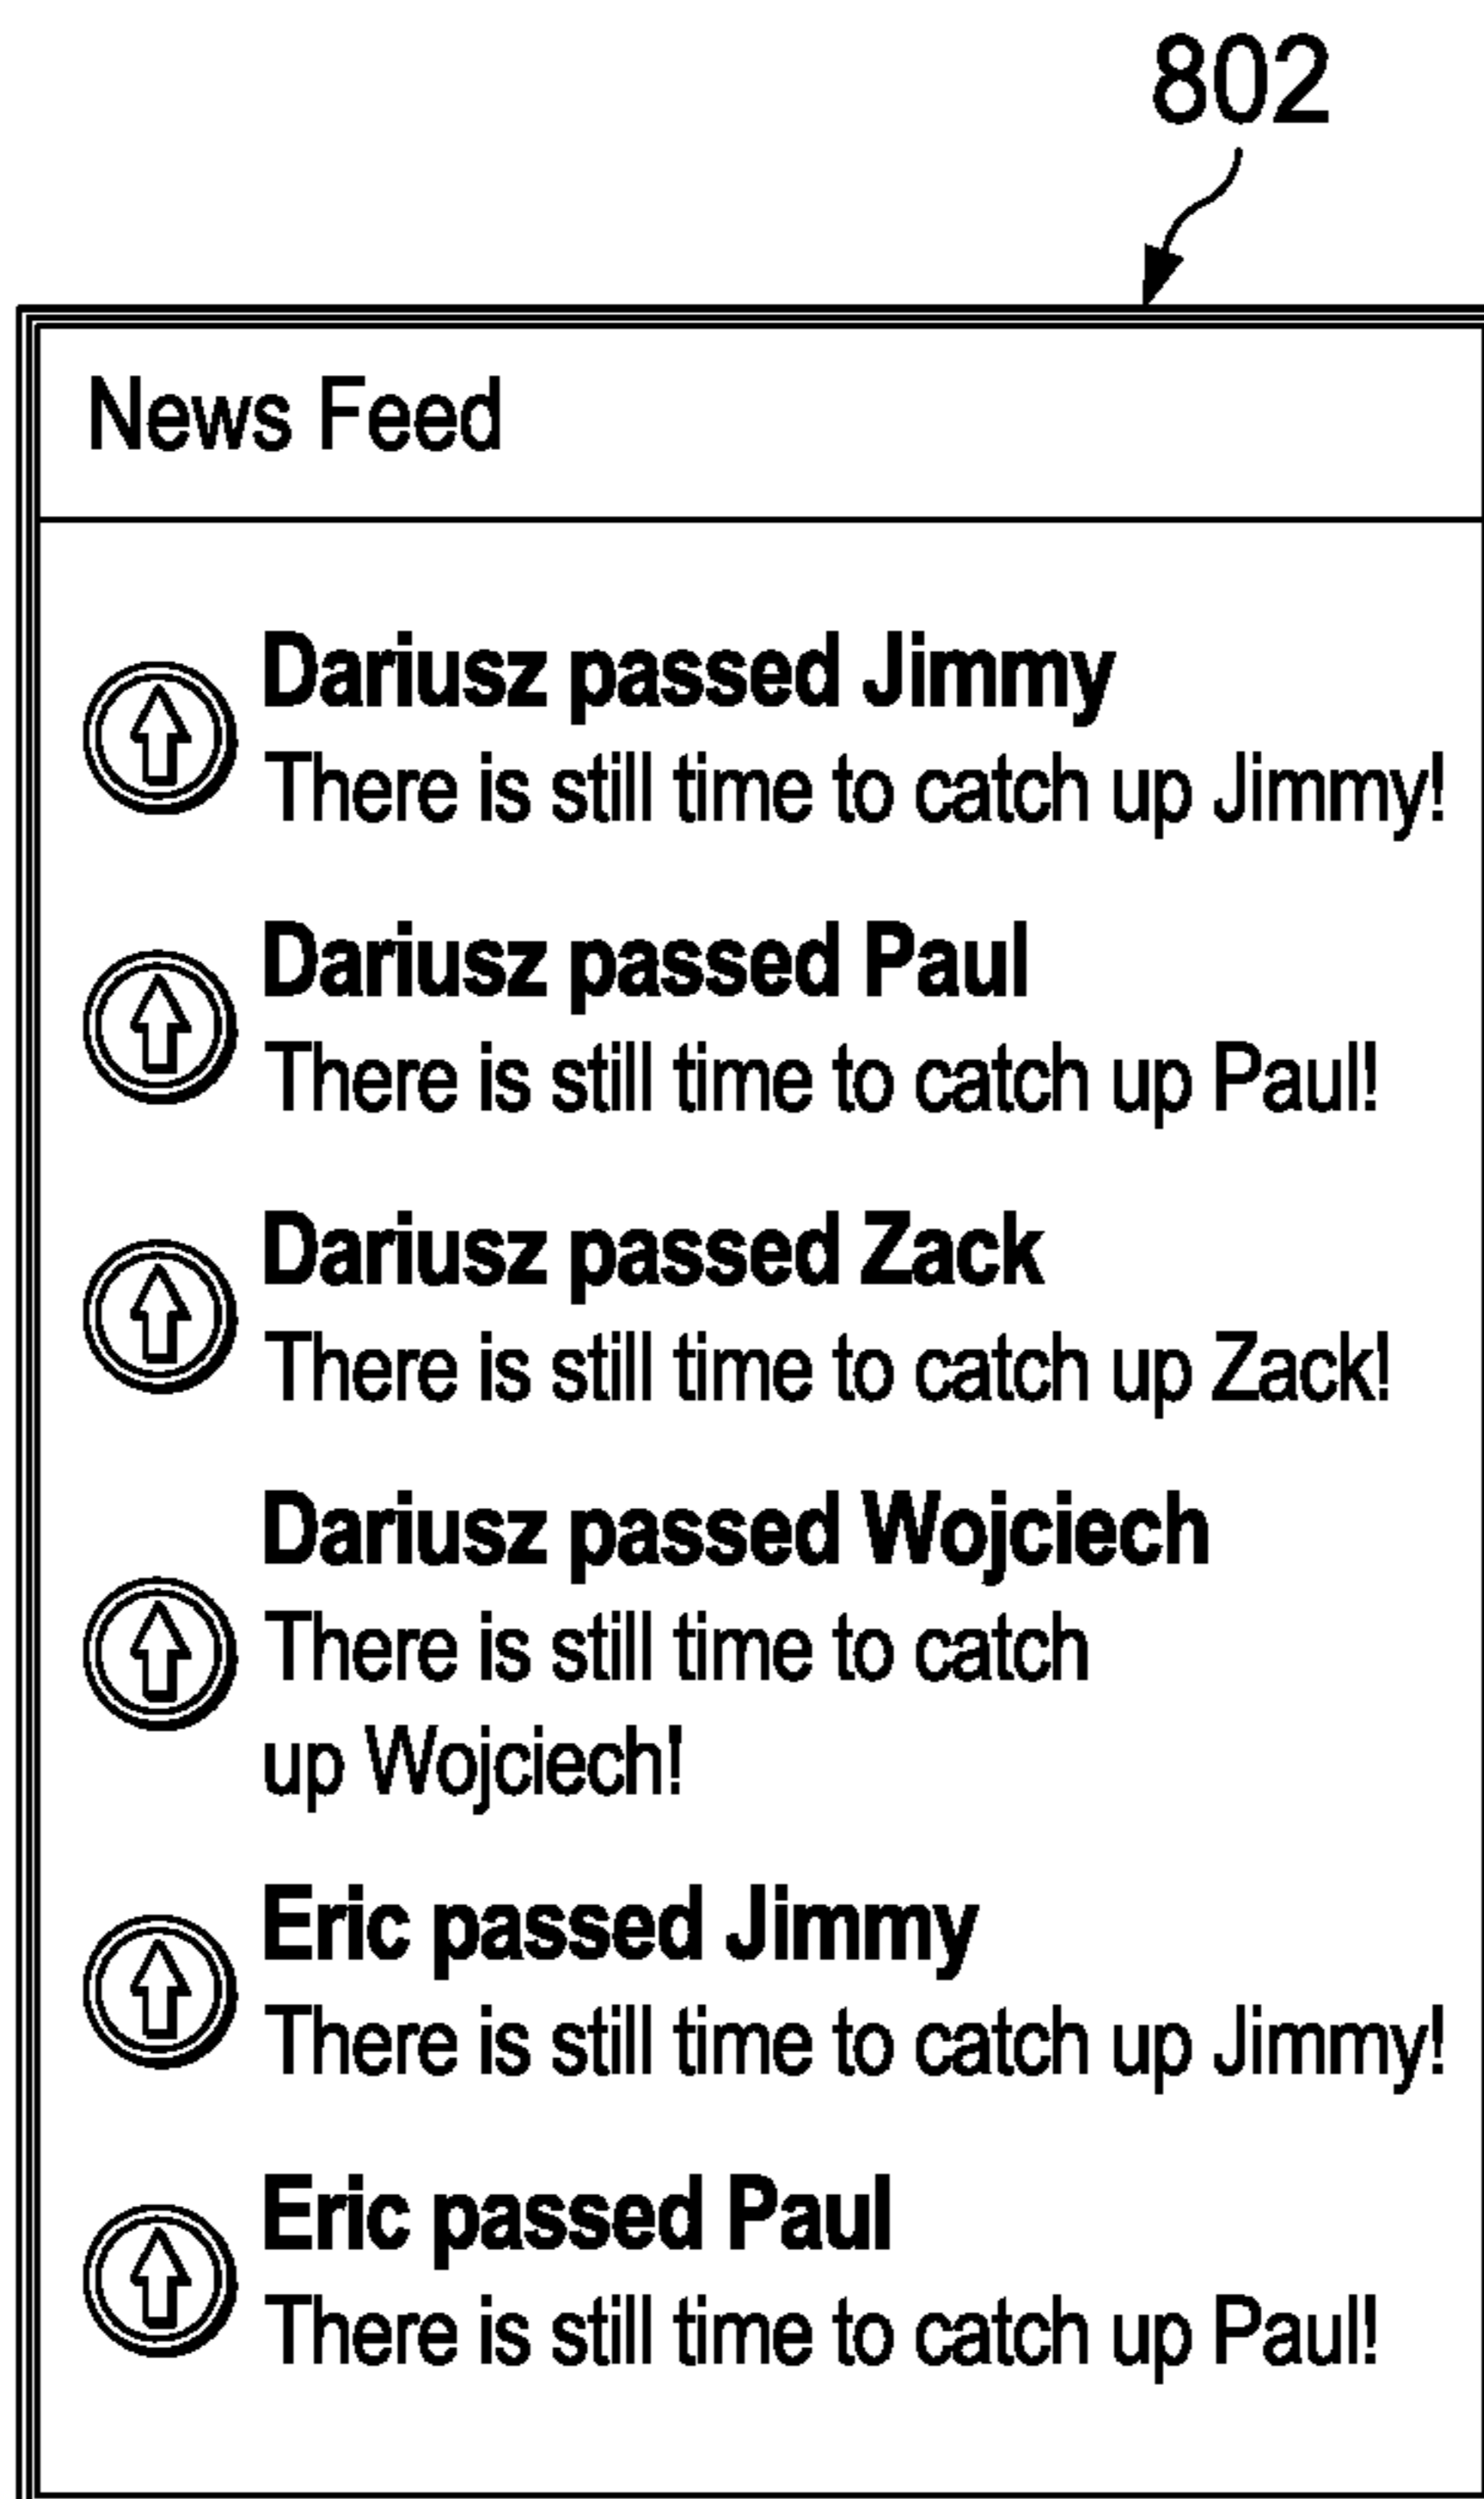 802
News Feed
Dariusz passed Jimmy
There is still time to catch up Jimmy!
Dariusz passed Paul
There is still time to catch up Paul!
Dariusz passed Zack
There is still time to catch up Zack!
Dariusz passed Wojciech
There is still time to catch
up Wojciech!
Eric passed Jimmy
There is still time to catch up Jimmy!
Eric passed Paul
There is still time to catch up Paul!